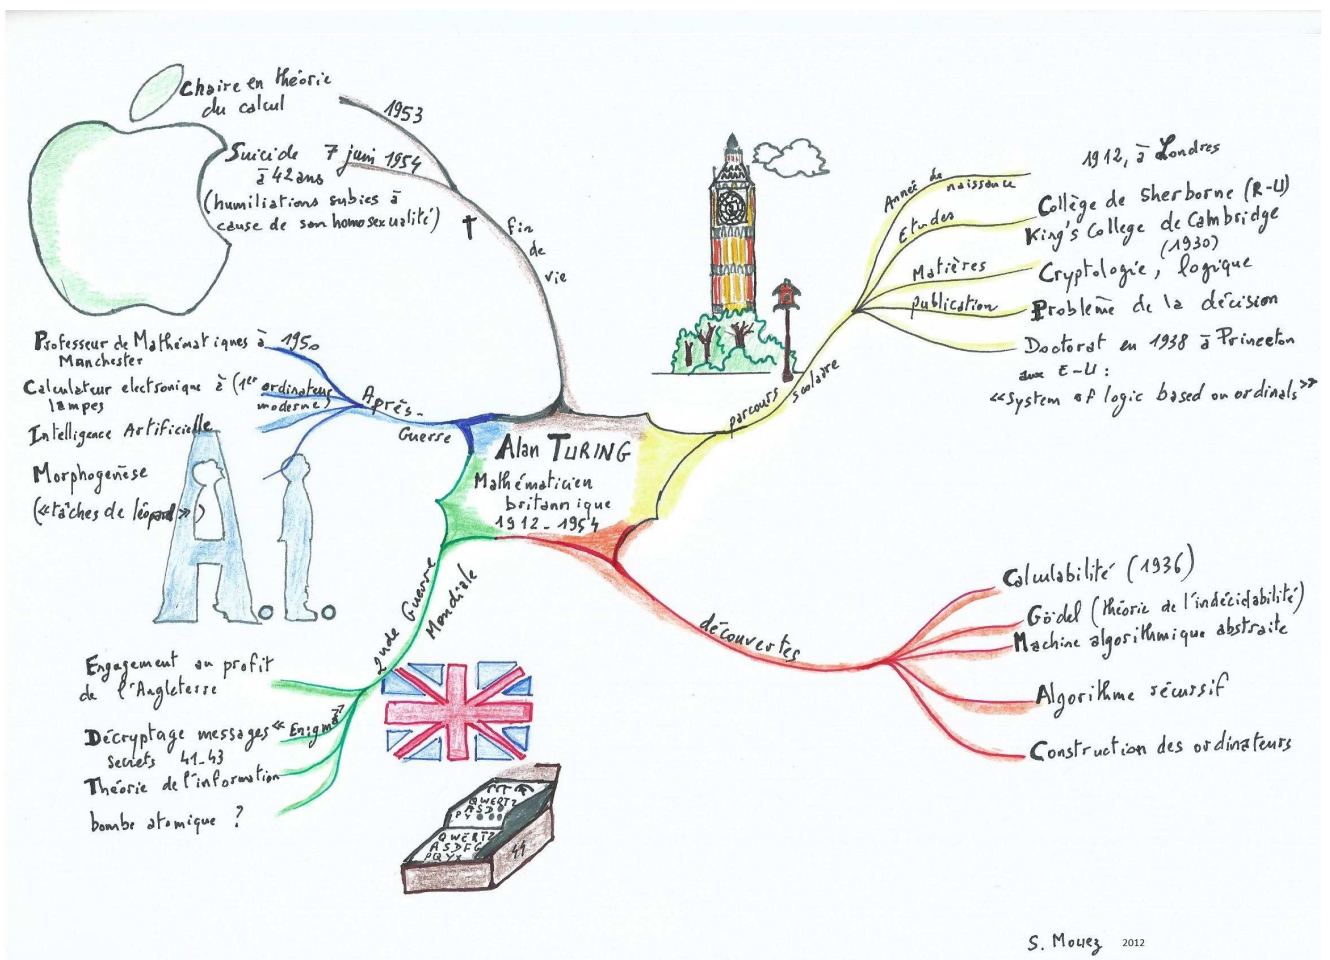 Alan TURING
Mathématicien
britannique
1912-1954
parcours scolaire
Année de naissance
1912, à Londres
Etudes
Collège de Sherborne (R-U)
King's College de Cambridge
(1930)
Matières
Cryptologie, logique
publication
Problème de la décision
Doctorat en 1938 à Princeton
aux E-U :
«System of logic based on ordinals»
découvertes
Calculabilité (1936)
Gödel (théorie de l'indécidabilité)
Machine algorithmique abstraite
Algorithme récursif
Construction des ordinateurs
2nde Guerre
Mondiale
Engagement au profit
de l'Angleterre
Décryptage messages «Enigma»
secrets 41-43
Théorie de l'information
bombe atomique ?
QWERTZ
ASD
PY
QWERTZ
ASDFG
PQYX
Après-
Guerre
Professeur de Mathématiques à 1950
Manchester
Calculateur electronique à (1er ordinateur
lampes moderne)
Intelligence Artificielle
Morphogenèse
(«tâches de léopard»)
A.I.
fin
de
vie
1953
Chaire en théorie
du calcul
Suicide 7 juin 1954
à 42 ans
(humiliations subies à
cause de son homosexualité)
S. Mouez 2012